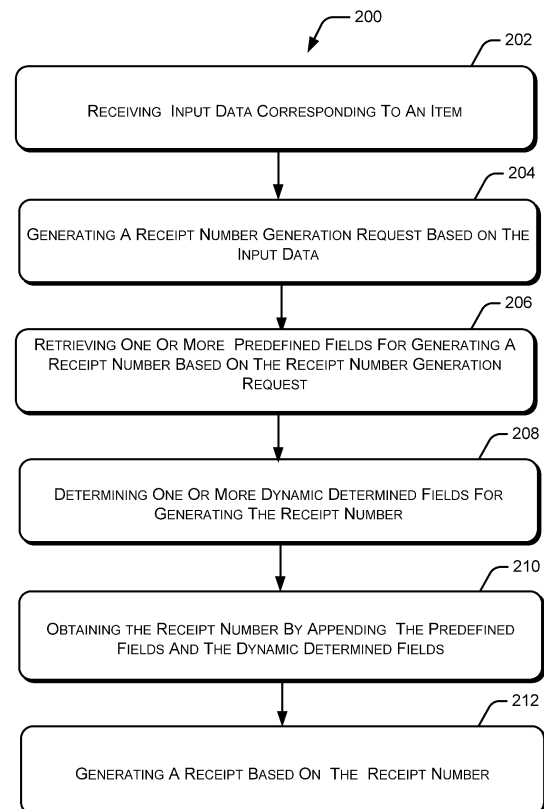 200
202
RECEIVING INPUT DATA CORRESPONDING TO AN ITEM
204
GENERATING A RECEIPT NUMBER GENERATION REQUEST BASED ON THE
INPUT DATA
206
RETRIEVING ONE OR MORE PREDEFINED FIELDS FOR GENERATING A
RECEIPT NUMBER BASED ON THE RECEIPT NUMBER GENERATION
REQUEST
208
DETERMINING ONE OR MORE DYNAMIC DETERMINED FIELDS FOR
GENERATING THE RECEIPT NUMBER
210
OBTAINING THE RECEIPT NUMBER BY APPENDING THE PREDEFINED
FIELDS AND THE DYNAMIC DETERMINED FIELDS
212
GENERATING A RECEIPT BASED ON THE RECEIPT NUMBER